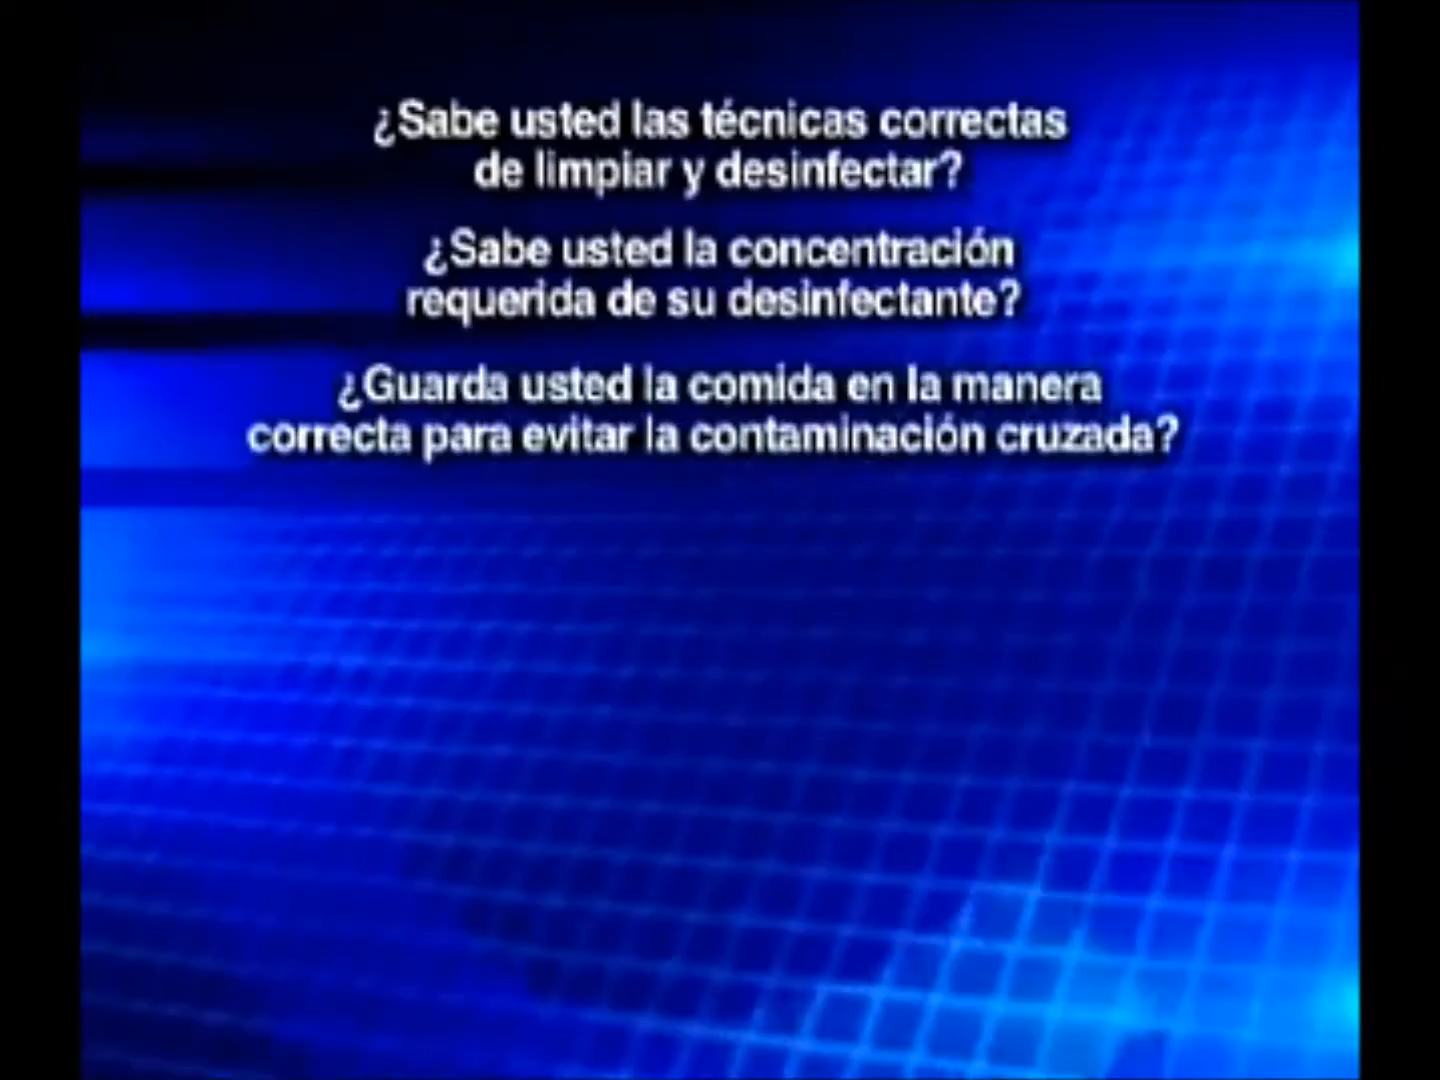 ¿Sabe usted las técnicas correctas
de limpiar y desinfectar?
¿Sabe usted la concentración
requerida de su desinfectante?
¿Guarda usted la comida en la manera
correcta para evitar la contaminación cruzada?